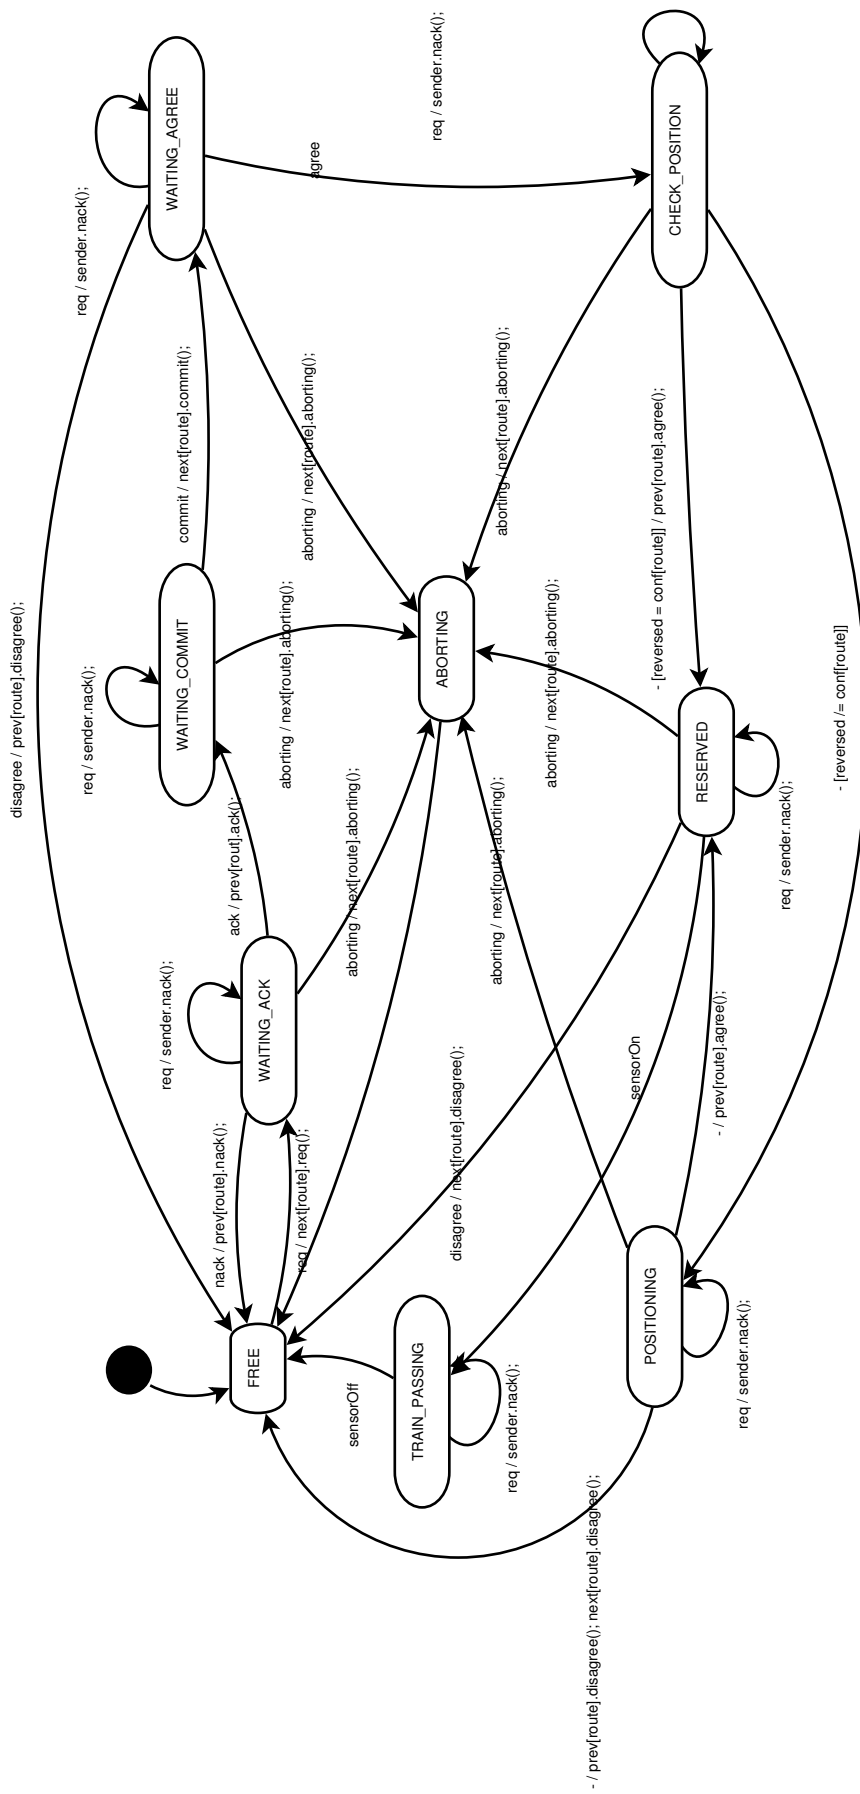 disagree / prev[route].disagree();
req / sender.nack();
WAITING_AGREE
commit / next[route].commit();
WAITING_COMMIT
req / sender.nack();
ack / prev[rout].ack();
req / sender.nack();
WAITING_ACK
nack / prev[route].nack();
req / next[route].req();
FREE
agree
aborting / next[route].aborting();
aborting / next[route].aborting();
aborting / next[route].aborting();
sensorOff
TRAIN_PASSING
req / sender.nack();
ABORTING
req / sender.nack();
aborting / next[route].aborting();
aborting / next[route].aborting();
aborting / next[route].aborting();
disagree / next[route].disagree();
sensorOn
- / prev[route].disagree(); next[route].disagree();
CHECK_POSITION
- [reversed = conf[route]] / prev[route].agree();
RESERVED
req / sender.nack();
- / prev[route].agree();
POSITIONING
req / sender.nack();
- [reversed /= conf[route]]